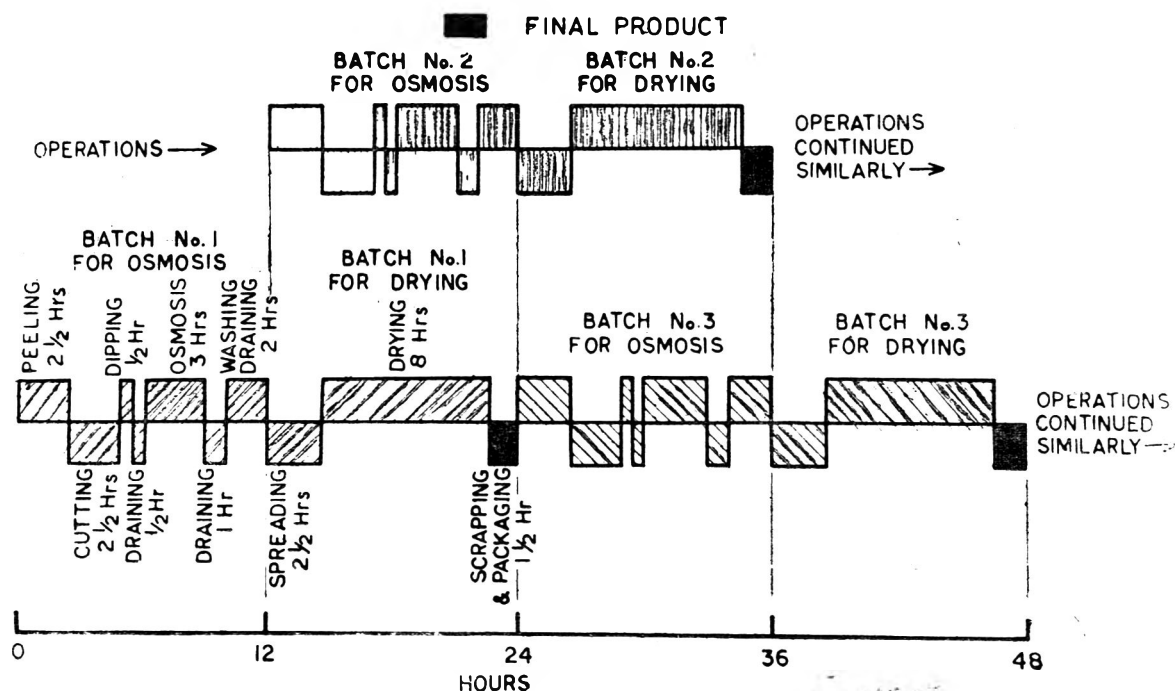 FINAL PRODUCT
BATCH No. 2
FOR OSMOSIS
BATCH No.2
FOR DRYING
OPERATIONS →
OPERATIONS
CONTINUED
SIMILARLY →
BATCH No.1
FOR OSMOSIS
BATCH No.1
FOR DRYING
PEELING
2 ½ Hrs
DIPPING
½ Hr
OSMOSIS
3 Hrs
WASHING
DRAINING
2 Hrs
DRYING
8 Hrs
BATCH No.3
FOR OSMOSIS
BATCH No.3
FOR DRYING
OPERATIONS
CONTINUED
SIMILARLY →
CUTTING
2 ½ Hrs
DRAINING
½ Hr
DRAINING
1 Hr
SPREADING
2 ½ Hrs
SCRAPPING
& PACKAGING
1 ½ Hr
0
12
24
36
48
HOURS